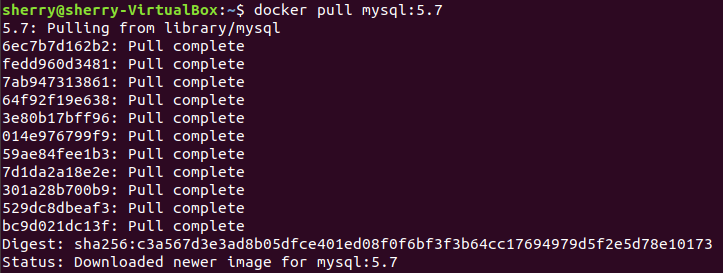 sherry@sherry-VirtualBox:~$ docker pull mysql:5.7
5.7: Pulling from library/mysql
6ec7b7d162b2: Pull complete
fedd960d3481: Pull complete
7ab947313861: Pull complete
64f92f19e638: Pull complete
3e80b17bff96: Pull complete
014e976799f9: Pull complete
59ae84fee1b3: Pull complete
7d1da2a18e2e: Pull complete
301a28b700b9: Pull complete
529dc8dbeaf3: Pull complete
bc9d021dc13f: Pull complete
Digest: sha256:c3a567d3e3ad8b05dfce401ed08f0f6bf3f3b64cc17694979d5f2e5d78e10173
Status: Downloaded newer image for mysql:5.7